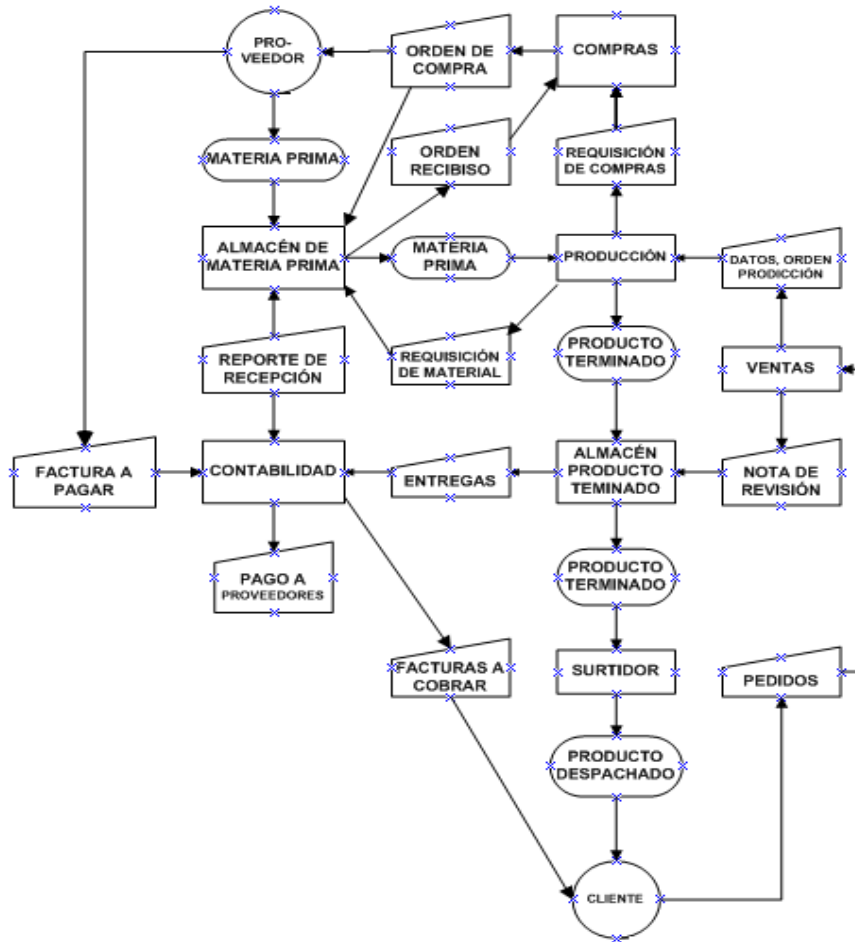 PRO-
VEEDOR
ORDEN DE
COMPRA
COMPRAS
MATERIA PRIMA
ORDEN
RECIBISO
REQUISICIÓN
DE COMPRAS
ALMACÉN DE
MATERIA PRIMA
MATERIA
PRIMA
PRODUCCIÓN
DATOS, ORDEN
PRODICCIÓN
REPORTE DE
RECEPCIÓN
REQUISICIÓN
DE MATERIAL
PRODUCTO
TERMINADO
VENTAS
FACTURA A
PAGAR
CONTABILIDAD
ENTREGAS
ALMACÉN
PRODUCTO
TEMINADO
NOTA DE
REVISIÓN
PAGO A
PROVEEDORES
PRODUCTO
TERMINADO
FACTURAS A
COBRAR
SURTIDOR
PEDIDOS
PRODUCTO
DESPACHADO
CLIENTE